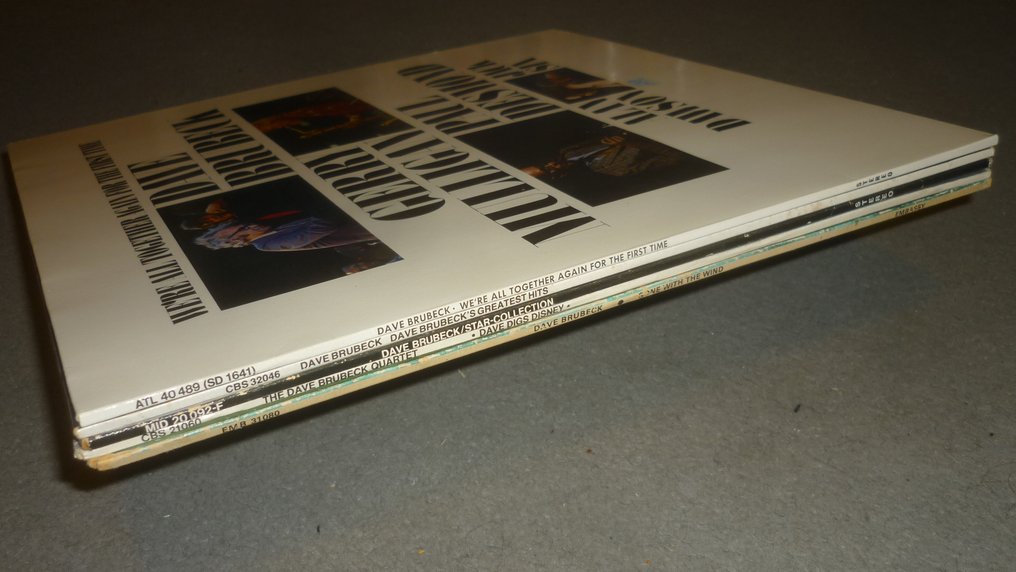 WE'RE ALL TOGETHER AGAIN FOR THE FIRST TIME
DAVE
BRUBECK
GERRY
MULLIGAN
PAUL
DESMOND
DAWSON
ATL 40 489 (SD 1641) DAVE BRUBECK · WE'RE ALL TOGETHER AGAIN FOR THE FIRST TIME
CBS 32046 DAVE BRUBECK DAVE BRUBECK'S GREATEST HITS
MID 20 092-F DAVE BRUBECK/STAR-COLLECTION
CBS 21060 THE DAVE BRUBECK QUARTET • DAVE DIGS DISNEY •
EMB 31080 DAVE BRUBECK • GONE WITH THE WIND EMBASSY